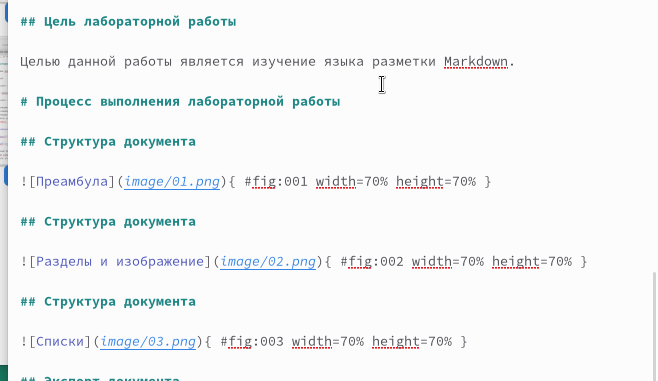 ## Цель лабораторной работы
Целью данной работы является изучение языка разметки Markdown.
# Процесс выполнения лабораторной работы
## Структура документа
![Преамбула](image/01.png){ #fig:001 width=70% height=70% }
## Структура документа
![Разделы и изображение](image/02.png){ #fig:002 width=70% height=70% }
## Структура документа
![Списки](image/03.png){ #fig:003 width=70% height=70% }
## Экспорт документа